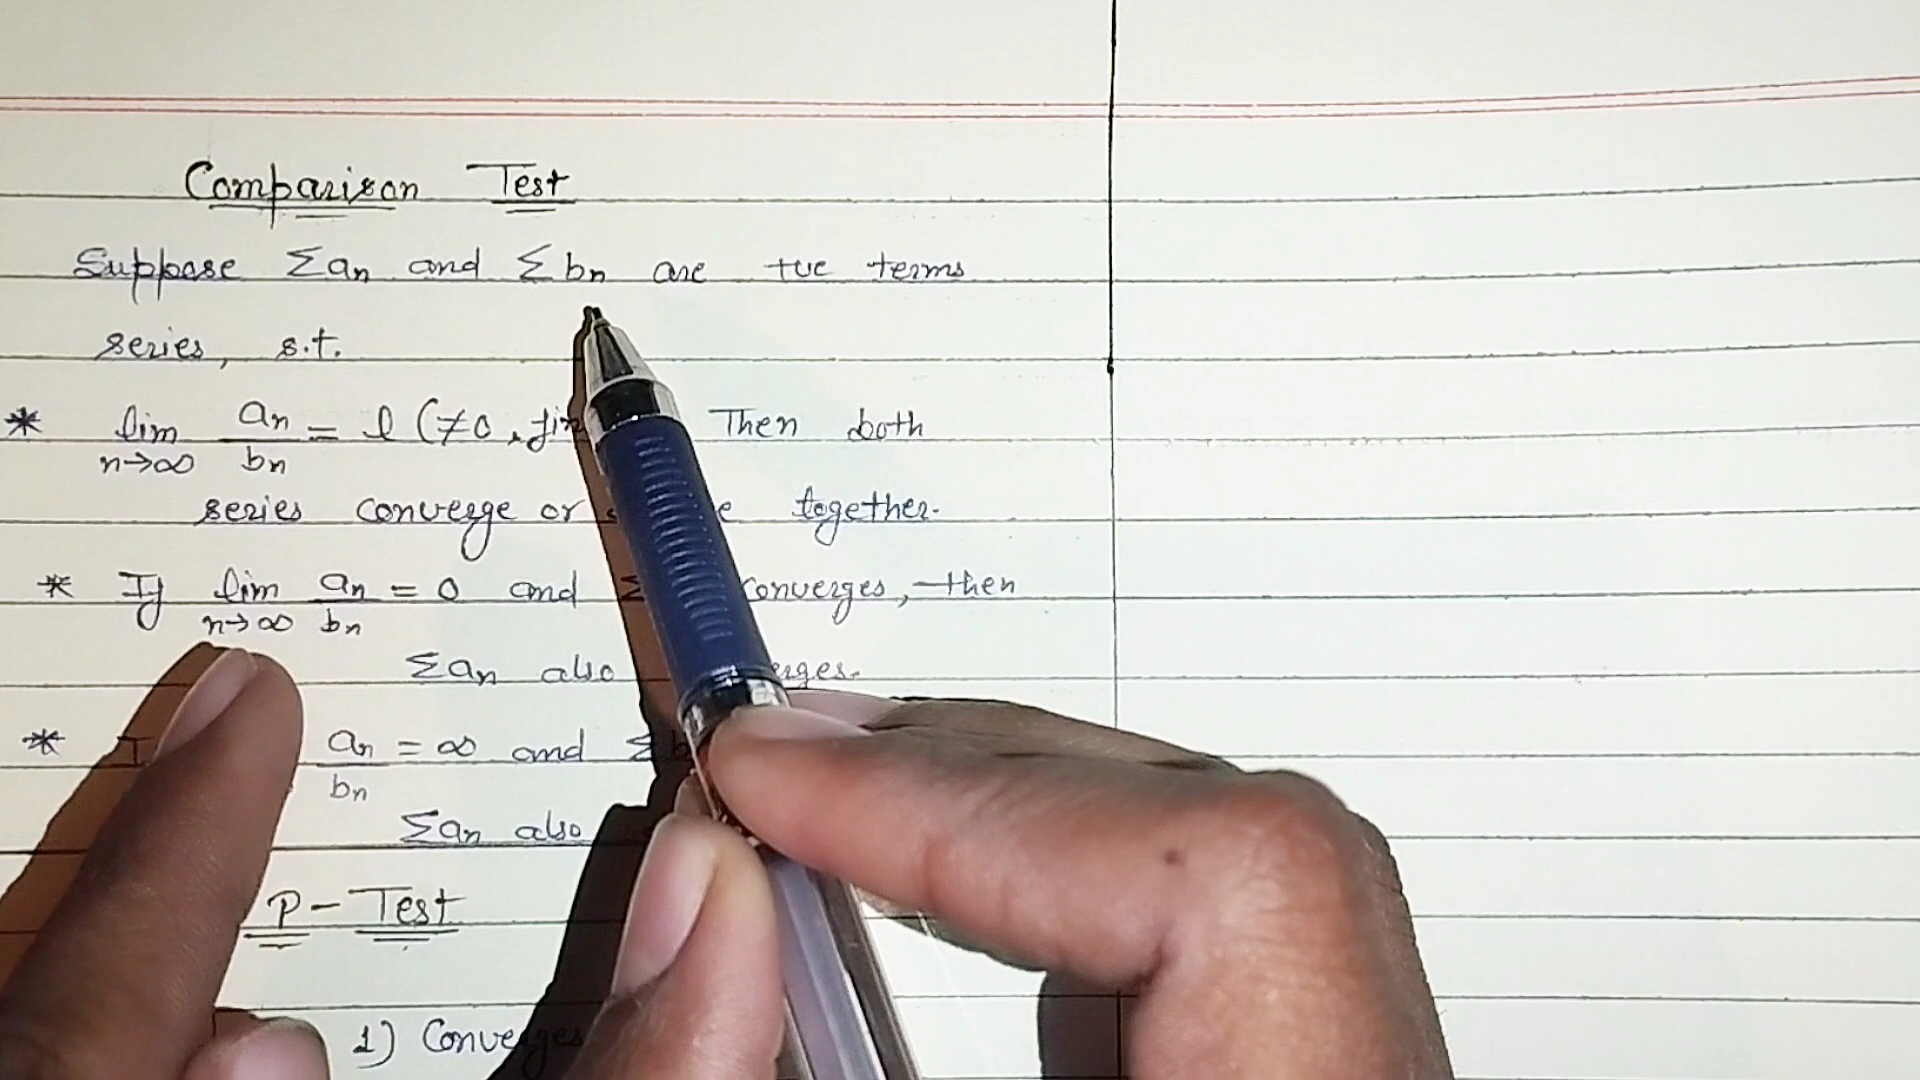 Comparison Test
Suppose Σan and Σbn are +ve terms
series, s.t.
* lim n→∞ an/bn = l (≠0, Then both
series converge or together.
* If lim n→∞ an/bn = 0 and converges, then
Σan also
* an/bn = ∞ and
Σan also
P-Test
1) Converges